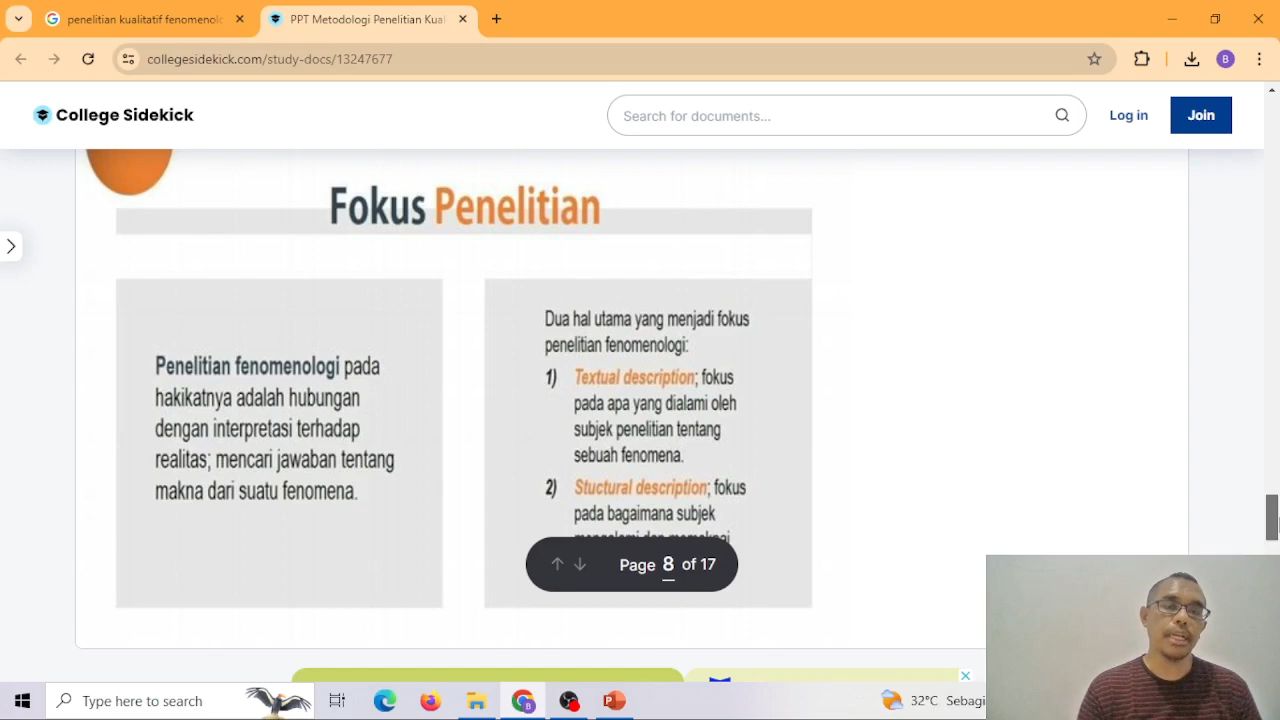 penelitian kualitatif fenomenolo
PPT Metodologi Penelitian Kual
collegesidekick.com/study-docs/13247677
B
College Sidekick
Search for documents...
Log in
Join
Fokus Penelitian
Penelitian fenomenologi pada
hakikatnya adalah hubungan
dengan interpretasi terhadap
realitas; mencari jawaban tentang
makna dari suatu fenomena.
Dua hal utama yang menjadi fokus
penelitian fenomenologi:
1) Textual description; fokus
pada apa yang dialami oleh
subjek penelitian tentang
sebuah fenomena.
2) Stuctural description; fokus
pada bagaimana subjek
mengalami dan memaknai
Page 8 of 17
Type here to search
32°C Sebagi